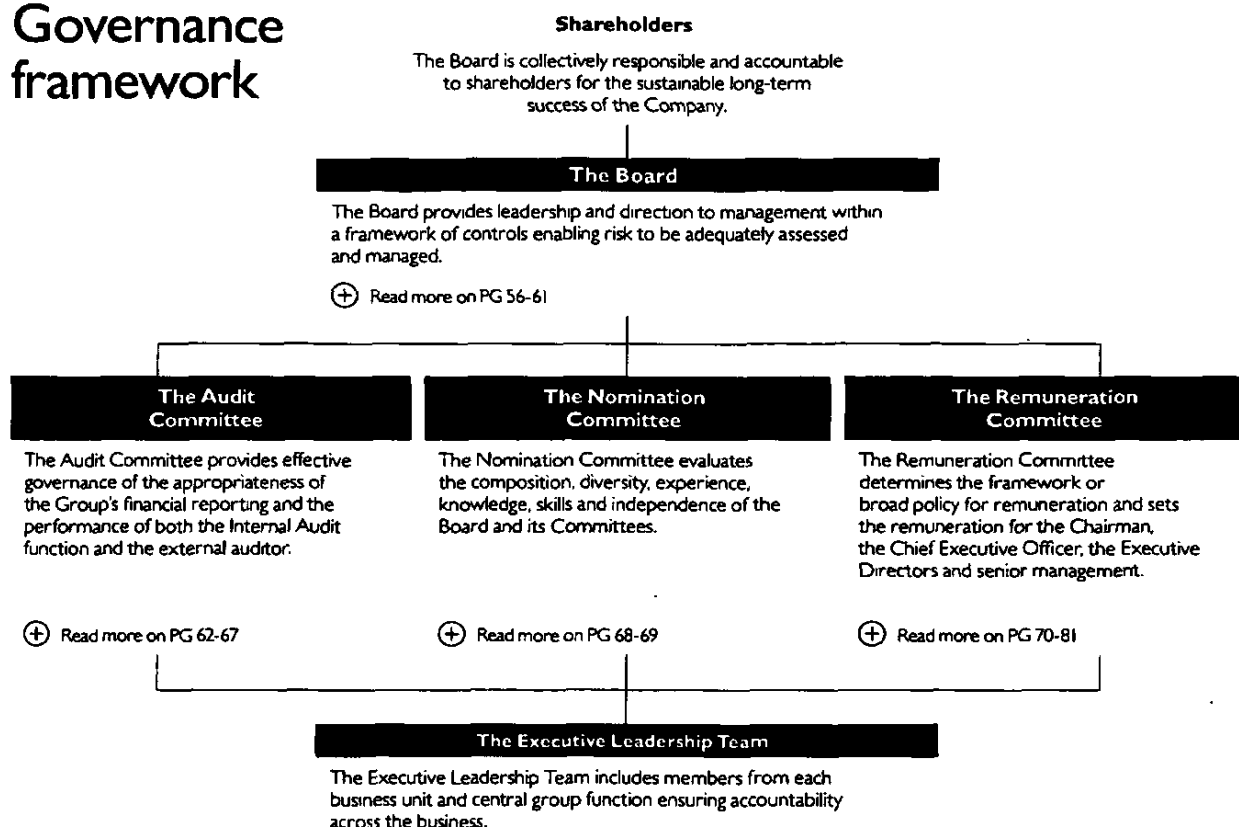 Governance
framework
Shareholders
The Board is collectively responsible and accountable
to shareholders for the sustainable long-term
success of the Company.
The Board
The Board provides leadership and direction to management within
a framework of controls enabling risk to be adequately assessed
and managed.
Read more on PG 56-61
The Audit
Committee
The Audit Committee provides effective
governance of the appropriateness of
the Group's financial reporting and the
performance of both the Internal Audit
function and the external auditor.
Read more on PG 62-67
The Nomination
Committee
The Nomination Committee evaluates
the composition, diversity, experience,
knowledge, skills and independence of the
Board and its Committees.
Read more on PG 68-69
The Remuneration
Committee
The Remuneration Committee
determines the framework or
broad policy for remuneration and sets
the remuneration for the Chairman,
the Chief Executive Officer, the Executive
Directors and senior management.
Read more on PG 70-81
The Executive Leadership Team
The Executive Leadership Team includes members from each
business unit and central group function ensuring accountability
across the business.